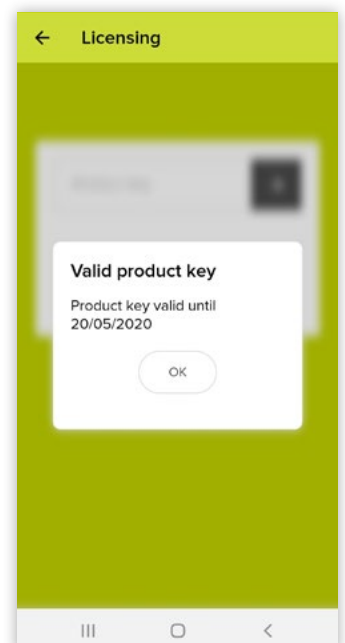 Licensing
Valid product key
Product key valid until
20/05/2020
OK